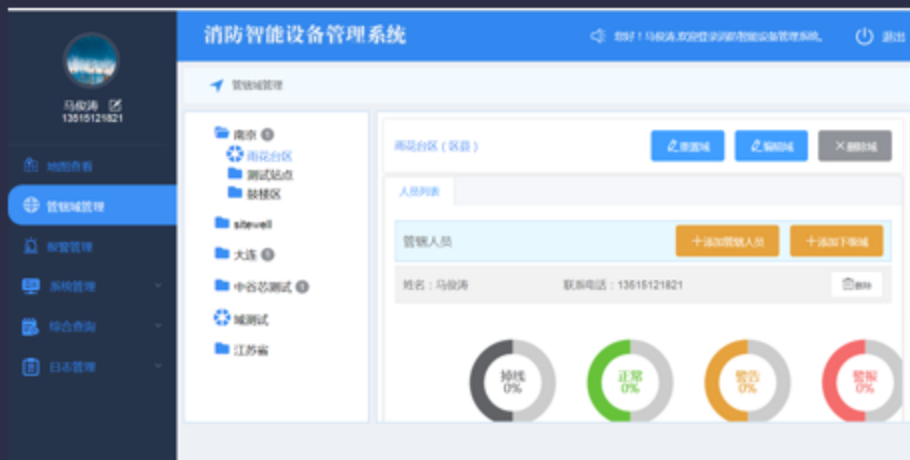 消防智能设备管理系统
您好！马俊涛,欢迎登录消防智能设备管理系统。
退出
马俊涛
13515121821
管辖域管理
地图查看
管辖域管理
报警管理
系统管理
综合查询
日志管理
南京 1
雨花台区
测试站点
鼓楼区
sitewell
大连
中谷芯测试
域测试
江苏省
雨花台区（区县）
重置域
编辑域
删除域
人员列表
管辖人员
添加管辖人员
添加下级域
姓名：马俊涛
联系电话：13515121821
删除
掉线
0%
正常
0%
警告
0%
警报
0%